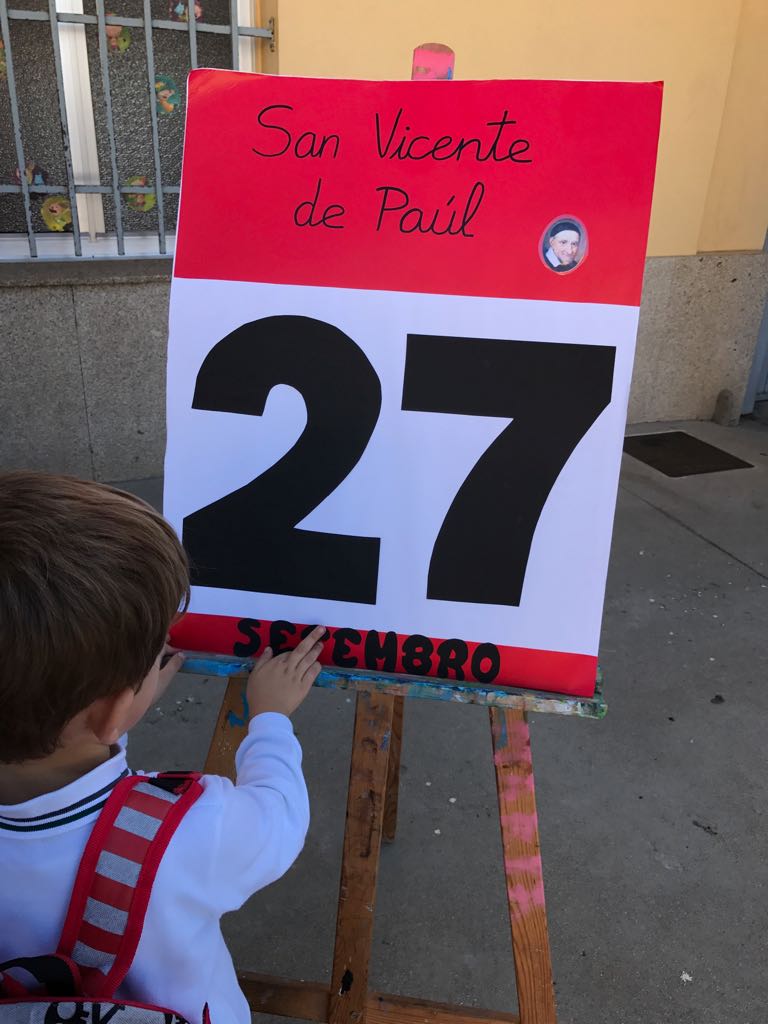 San Vicente
de Paúl
27
SETEMBRO